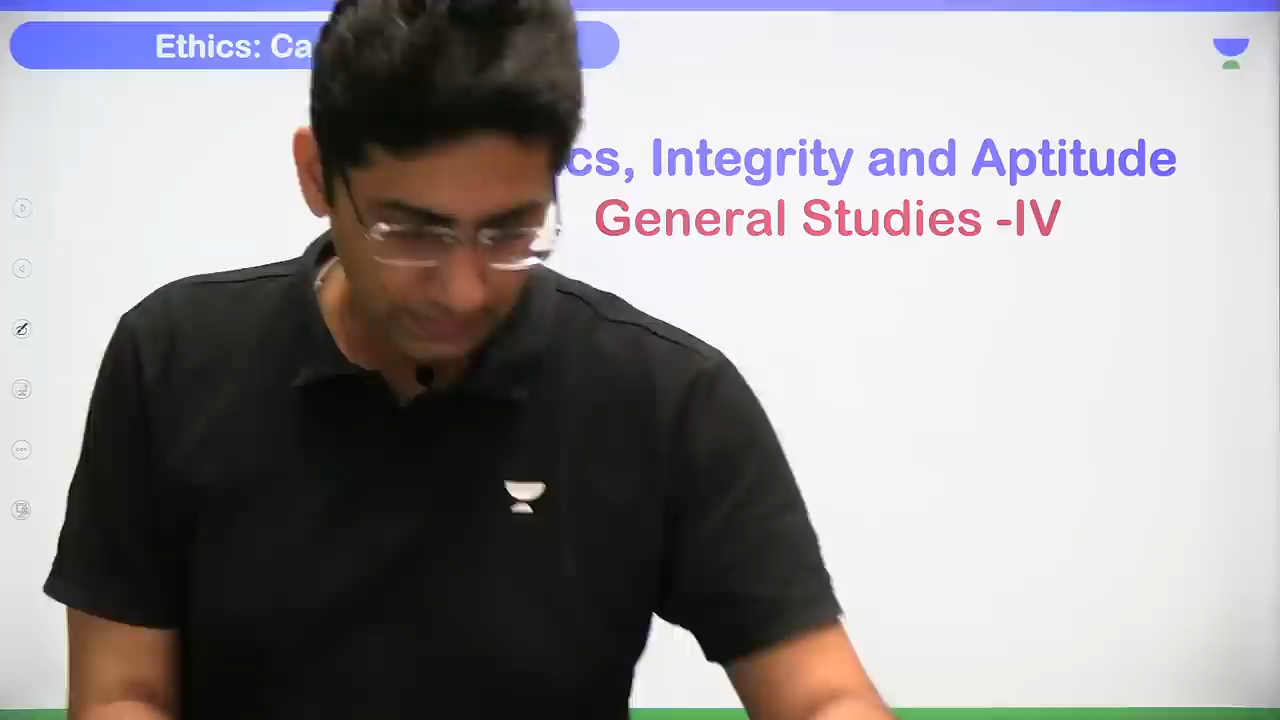 Ethics: Ca
cs, Integrity and Aptitude
General Studies -IV